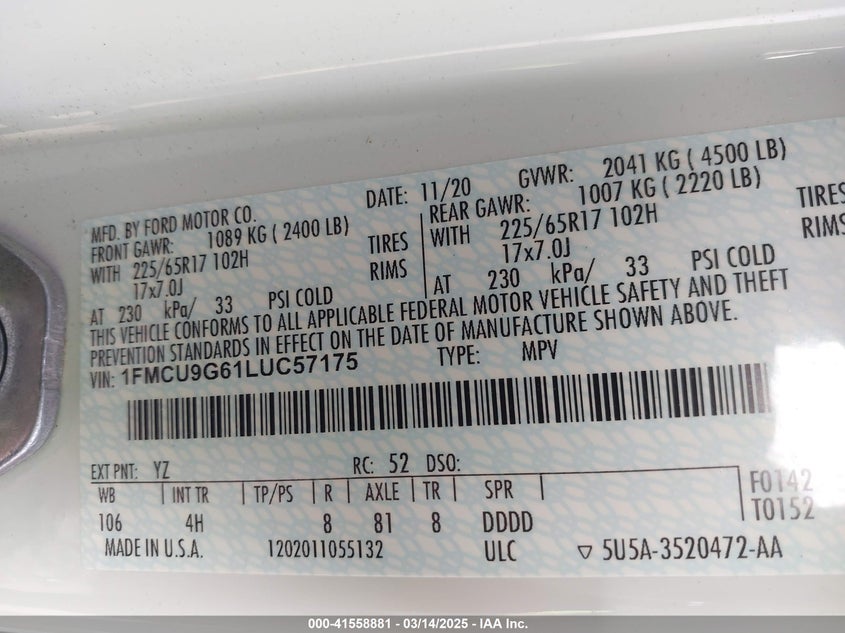 MFD. BY FORD MOTOR CO.
DATE: 11/20
GVWR: 2041 KG ( 4500 LB)
FRONT GAWR: 1089 KG ( 2400 LB)
WITH 225/65R17 102H TIRES
17x7.0J RIMS
AT 230 kPa/ 33 PSI COLD
REAR GAWR: 1007 KG ( 2220 LB)
WITH 225/65R17 102H TIRES
17x7.0J RIMS
AT 230 kPa/ 33 PSI COLD
THIS VEHICLE CONFORMS TO ALL APPLICABLE FEDERAL MOTOR VEHICLE SAFETY AND THEFT
PREVENTION STANDARDS IN EFFECT ON THE DATE OF MANUFACTURE SHOWN ABOVE.
VIN: 1FMCU9G61LUC57175 TYPE: MPV
EXT PNT: YZ RC: 52 DSO:
WB INT TR TP/PS R AXLE TR SPR
106 4H 8 81 8 DDDD
F0142
T0152
MADE IN U.S.A. 1202011055132 ULC ▽ 5U5A-3520472-AA
000-41558881 - 03/14/2025 - IAA Inc.